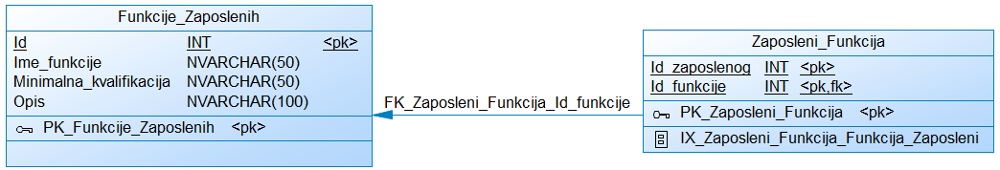 Funkcije_Zaposlenih
Id INT <pk>
Ime_funkcije NVARCHAR(50)
Minimalna_kvalifikacija NVARCHAR(50)
Opis NVARCHAR(100)
PK_Funkcije_Zaposlenih <pk>
FK_Zaposleni_Funkcija_Id_funkcije
Zaposleni_Funkcija
Id_zaposlenog INT <pk>
Id_funkcije INT <pk,fk>
PK_Zaposleni_Funkcija <pk>
IX_Zaposleni_Funkcija_Funkcija_Zaposleni